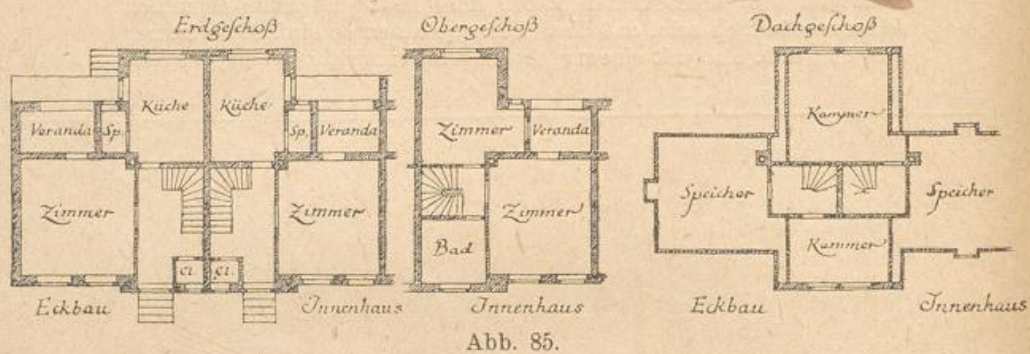 Erdgeschoß Obergeschoß Dachgeschoß
Küche Küche Zimmer Kammer
Veranda Sp. Sp. Veranda Veranda
Zimmer Zimmer Zimmer Speicher Speicher
Bad Kammer
Cl. Cl.
Eckbau Innenhaus Innenhaus Eckbau Innenhaus
Abb. 85.